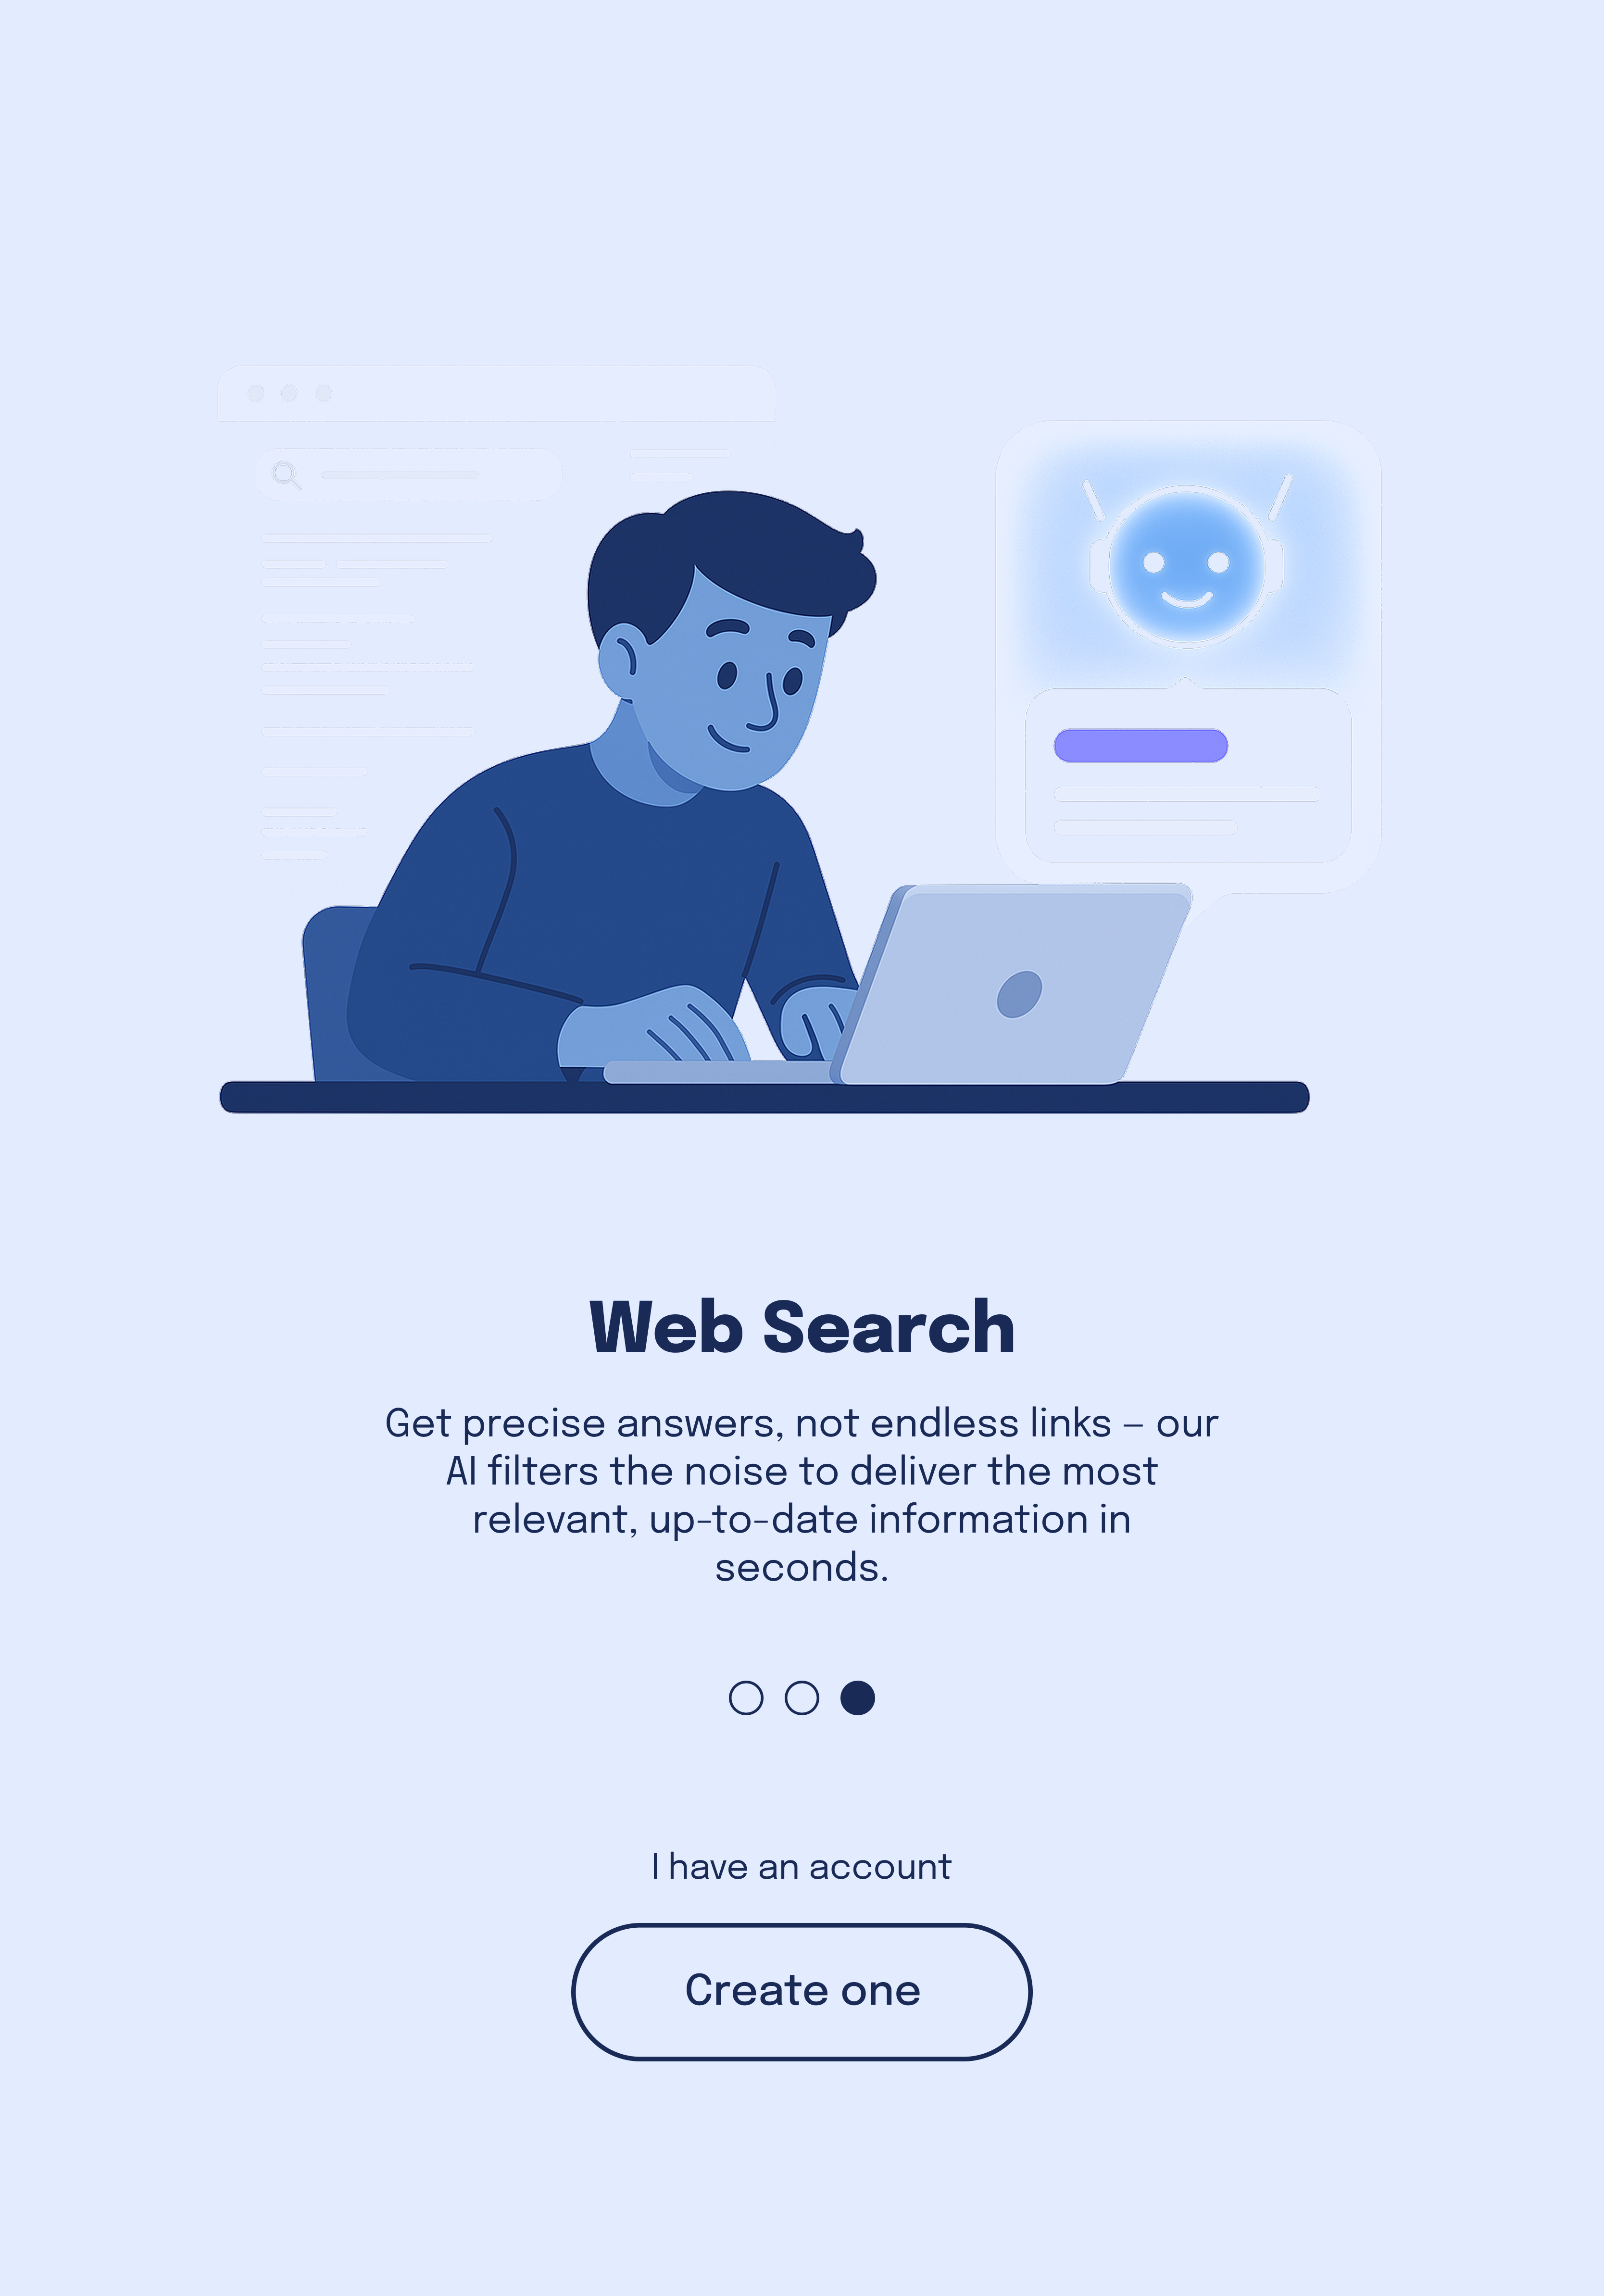 Web Search
Get precise answers, not endless links – our
AI filters the noise to deliver the most
relevant, up-to-date information in
seconds.
I have an account
Create one